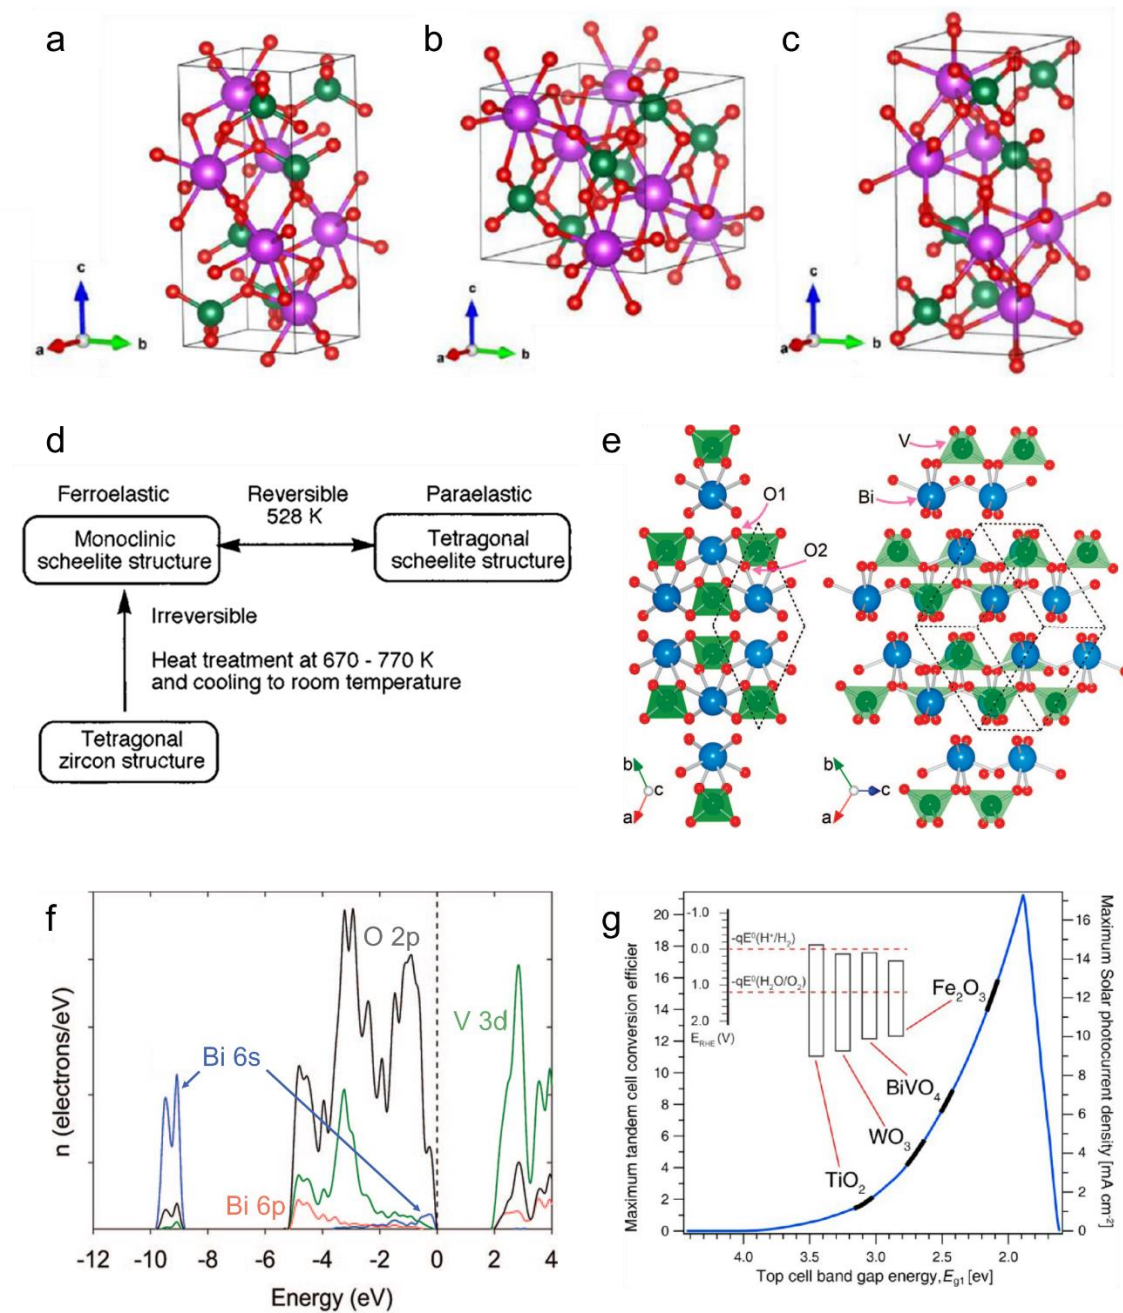 a
b
c
c
a
b
c
a
b
c
a
b
d
Ferroelastic
Reversible
528 K
Paraelastic
Monoclinic
scheelite structure
Tetragonal
scheelite structure
Irreversible
Heat treatment at 670 - 770 K
and cooling to room temperature
Tetragonal
zircon structure
e
V
Bi
O1
O2
b
c
a
b
c
a
f
O 2p
V 3d
Bi 6s
Bi 6p
n (electrons/eV)
-12 -10 -8 -6 -4 -2 0 2 4
Energy (eV)
g
Maximum tandem cell conversion efficier
20
18
16
14
12
10
8
6
4
2
0
-1.0
0.0
1.0
2.0
E_RHE (V)
-qE⁰(H⁺/H₂)
-qE⁰(H₂O/O₂)
Fe₂O₃
BiVO₄
WO₃
TiO₂
16
14
12
10
8
6
4
2
0
Maximum Solar photocurrent density [mA cm⁻²]
4.0 3.0 2.5 2.0
Top cell band gap energy, E_g1 [ev]